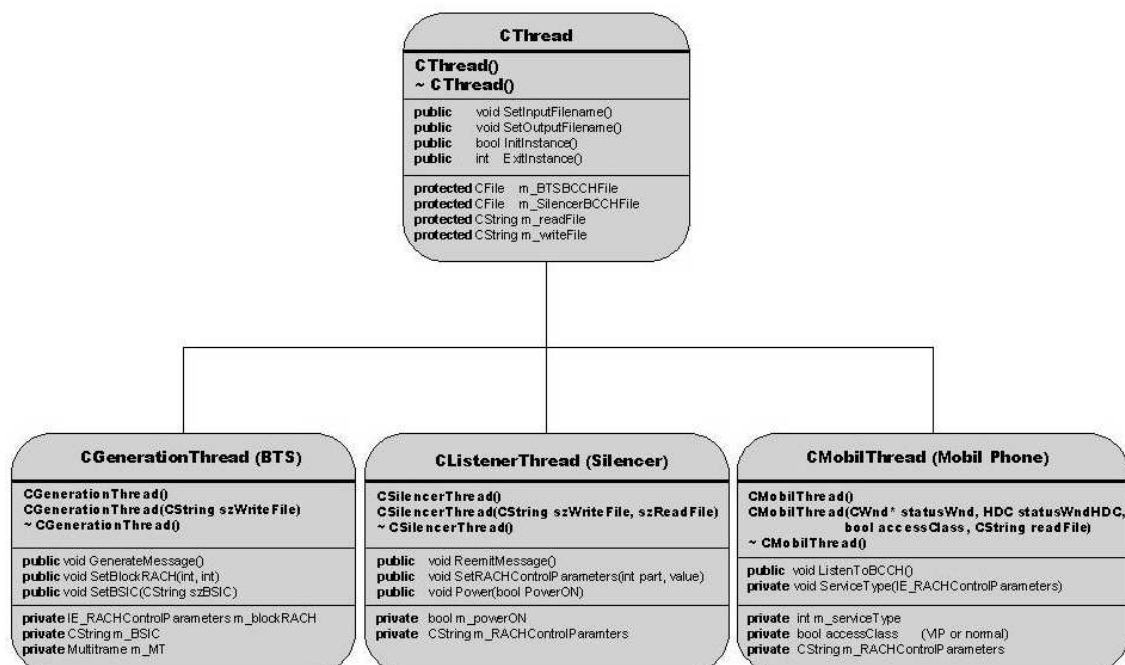 CThread
CThread()
~ CThread()
public void SetInputFilename()
public void SetOutputFilename()
public bool InitInstance()
public int ExitInstance()
protected CFile m_BTSBCCHFile
protected CFile m_SilencerBCCHFile
protected CString m_readFile
protected CString m_writeFile
CGenerationThread (BTS)
CGenerationThread()
CGenerationThread(CString szWriteFile)
~ CGenerationThread()
public void GenerateMessage()
public void SetBlockRACH(int, int)
public void SetBSIC(CString szBSIC)
private IE_RACHControlParameters m_blockRACH
private CString m_BSIC
private Multiframe m_MT
CListenerThread (Silencer)
CSilencerThread()
CSilencerThread(CString szWriteFile, szReadFile)
~ CSilencerThread()
public void ReemitMessage()
public void SetRACHControlParameters(int part, value)
public void Power(bool PowerON)
private bool m_powerON
private CString m_RACHControlParamters
CMobilThread (Mobil Phone)
CMobilThread()
CMobilThread(CWnd* statusWnd, HDC statusWndHDC,
bool accessClass, CString readFile)
~ CMobilThread()
public void ListenToBCCH()
private void ServiceType(IE_RACHControlParameters)
private int m_serviceType
private bool accessClass (VIP or normal)
private CString m_RACHControlParameters